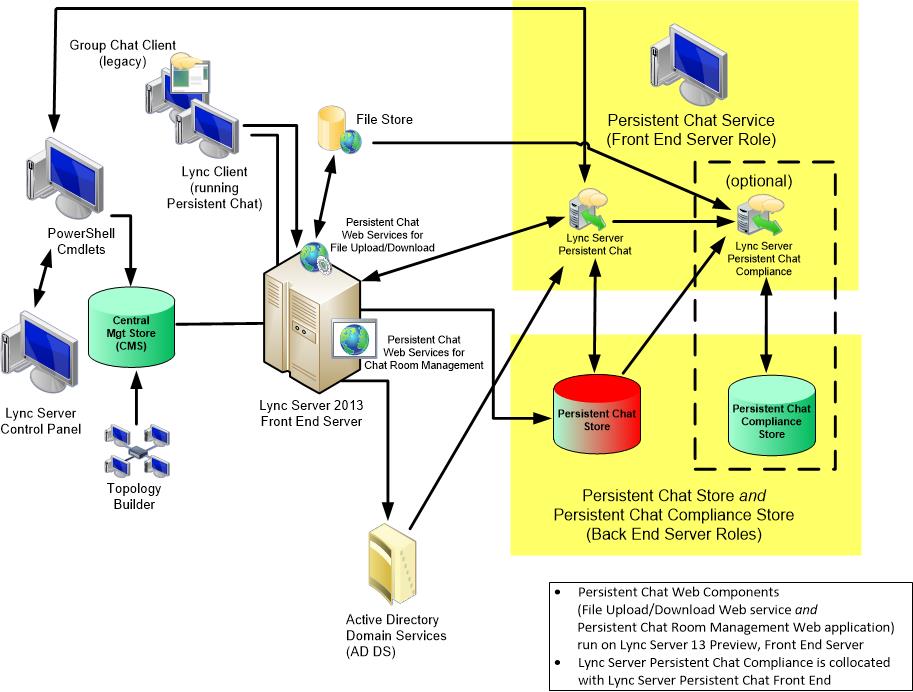 Group Chat Client
(legacy)
File Store
Persistent Chat Service
(Front End Server Role)
Lync Client
(running
Persistent Chat)
(optional)
PowerShell
Cmdlets
Persistent Chat
Web Services for
File Upload/Download
Lync Server
Persistent Chat
Lync Server
Persistent Chat
Compliance
Central
Mgt Store
(CMS)
Persistent Chat
Web Services for
Chat Room Management
Lync Server
Control Panel
Lync Server 2013
Front End Server
Persistent Chat
Store
Persistent Chat
Compliance
Store
Topology
Builder
Persistent Chat Store and
Persistent Chat Compliance Store
(Back End Server Roles)
Active Directory
Domain Services
(AD DS)
• Persistent Chat Web Components
(File Upload/Download Web service and
Persistent Chat Room Management Web application)
run on Lync Server 13 Preview, Front End Server
• Lync Server Persistent Chat Compliance is collocated
with Lync Server Persistent Chat Front End